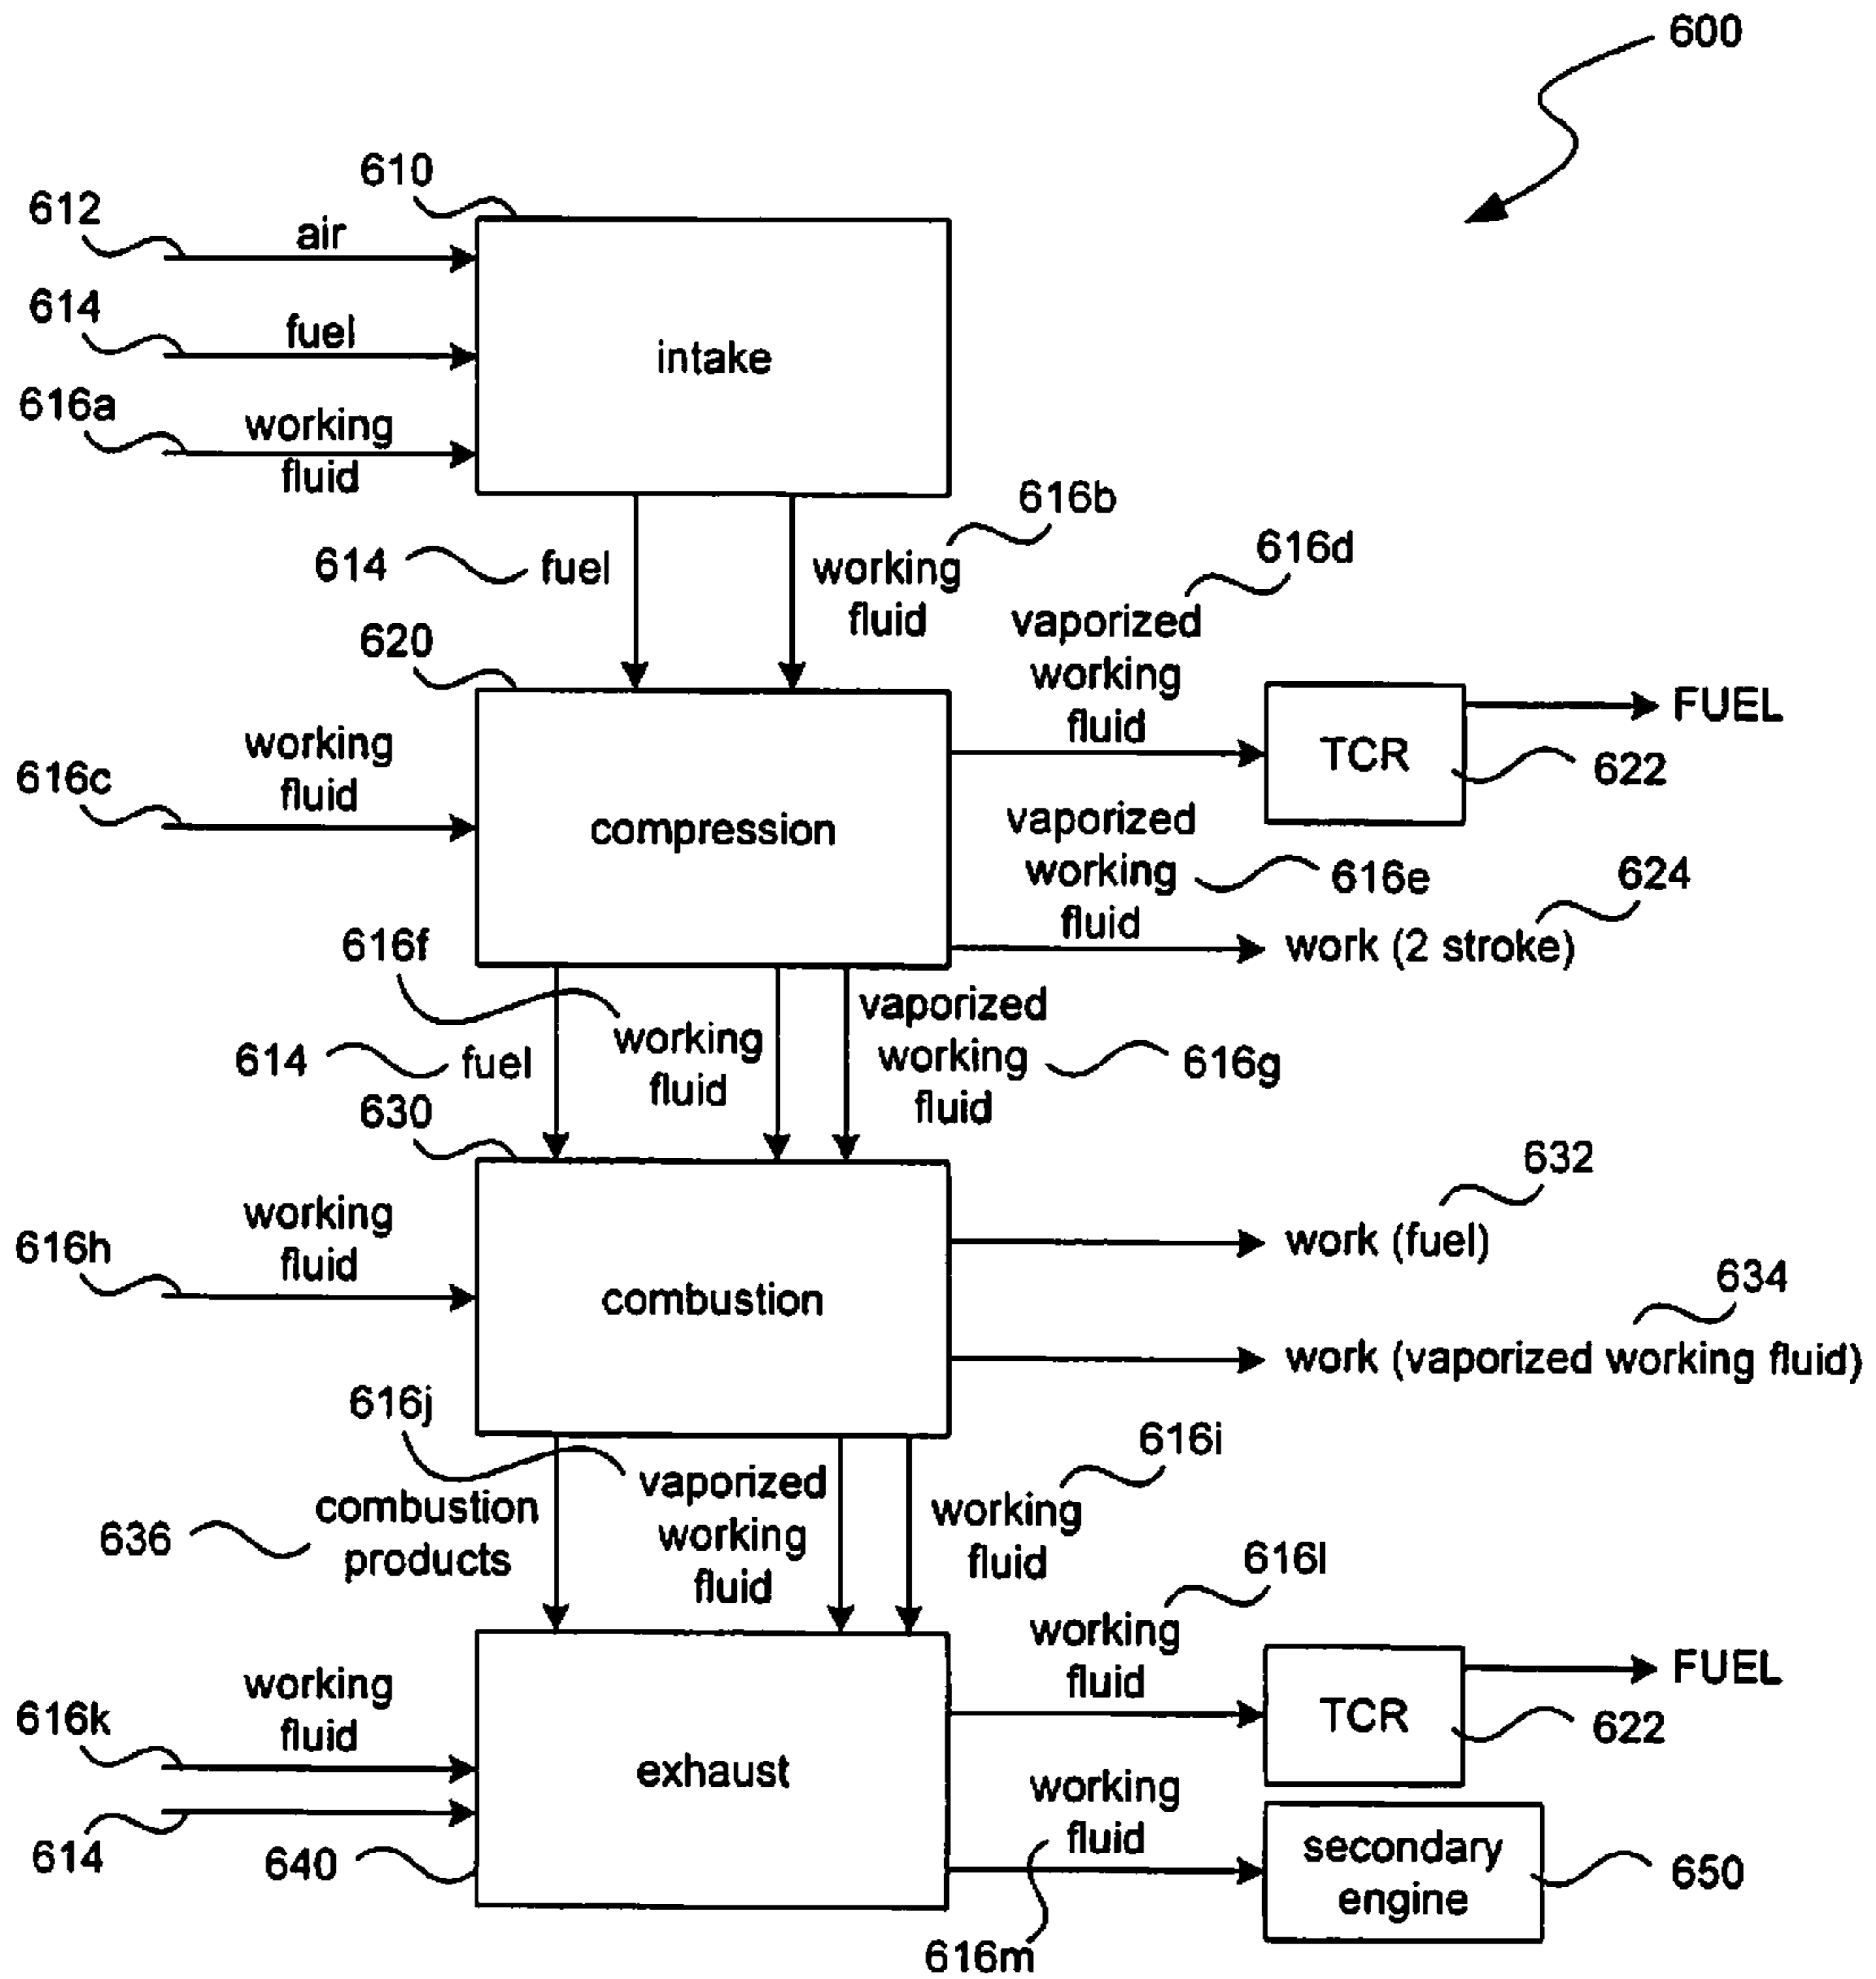 600
610
612
air
614
fuel
intake
616a
working
fluid
616b
614
fuel
working
fluid
616d
vaporized
working
fluid
620
FUEL
TCR
622
working
fluid
616c
compression
vaporized
working
fluid
616e
624
work (2 stroke)
616f
working
fluid
vaporized
working
fluid
616g
614
fuel
630
632
work (fuel)
working
fluid
616h
combustion
634
work (vaporized working fluid)
616j
vaporized
working
fluid
616i
working
fluid
636
combustion
products
616l
working
fluid
FUEL
TCR
622
working
fluid
616k
exhaust
614
640
working
fluid
616m
secondary
engine
650